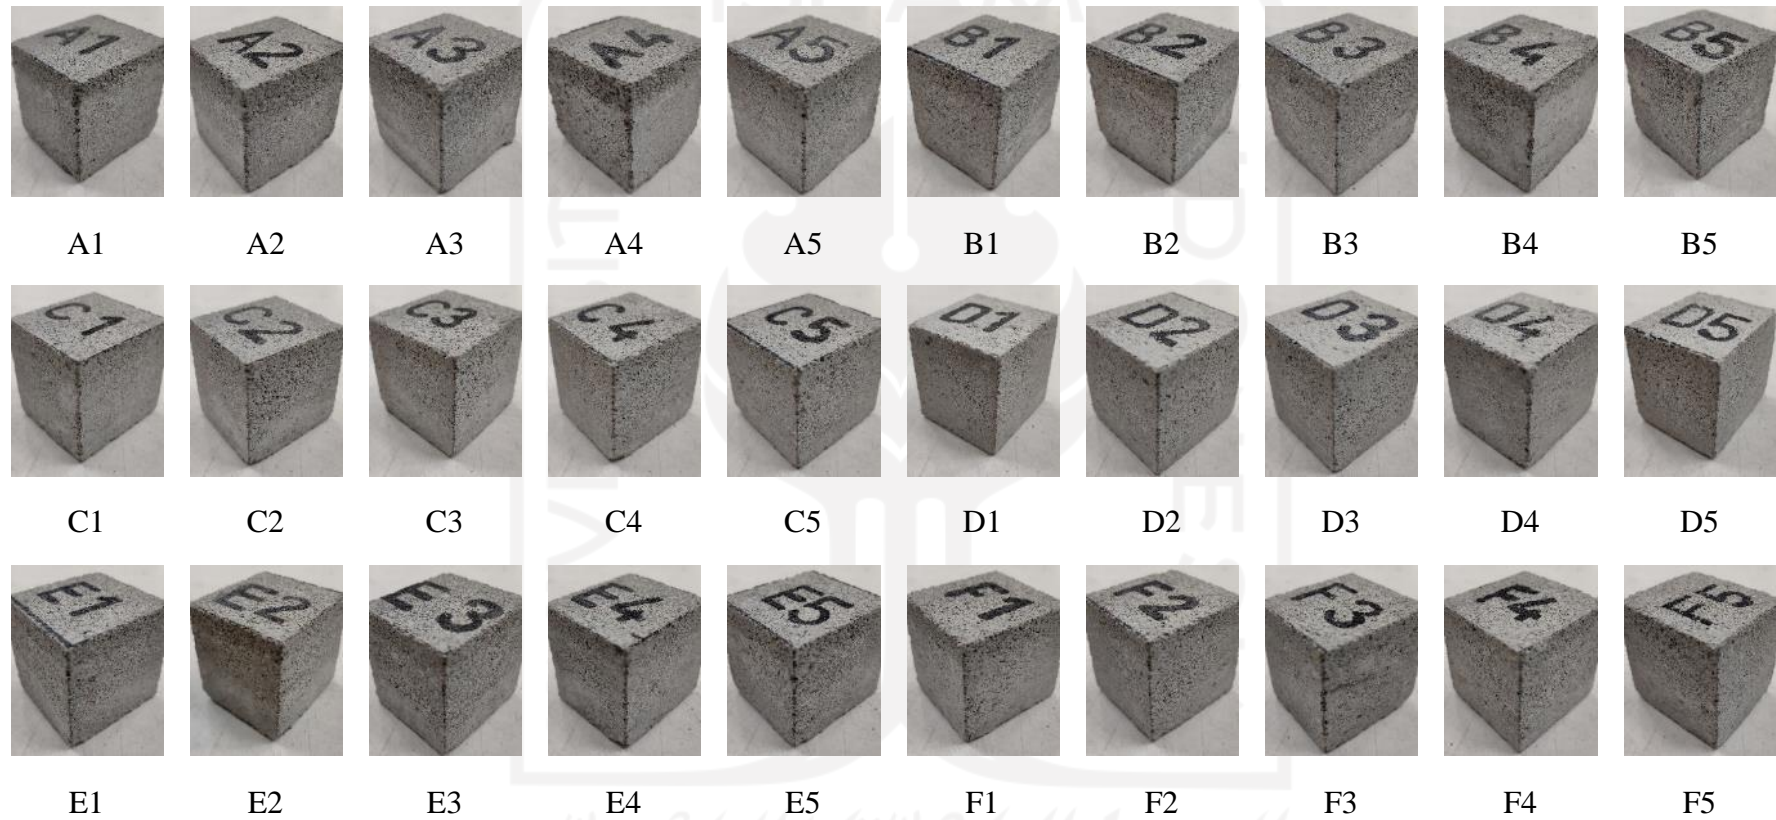 A1 A2 A3 A4 A5 B1 B2 B3 B4 B5
A1 A2 A3 A4 A5 B1 B2 B3 B4 B5
C1 C2 C3 C4 C5 D1 D2 D3 D4 D5
C1 C2 C3 C4 C5 D1 D2 D3 D4 D5
E1 E2 E3 E4 E5 F1 F2 F3 F4 F5
E1 E2 E3 E4 E5 F1 F2 F3 F4 F5